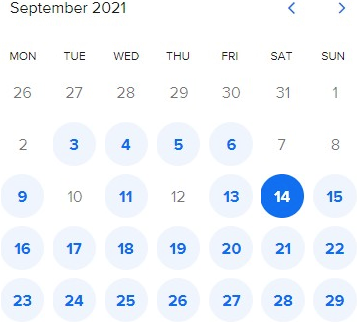 September 2021
MON TUE WED THU FRI SAT SUN
26 27 28 29 30 31 1
2 3 4 5 6 7 8
9 10 11 12 13 14 15
16 17 18 19 20 21 22
23 24 25 26 27 28 29